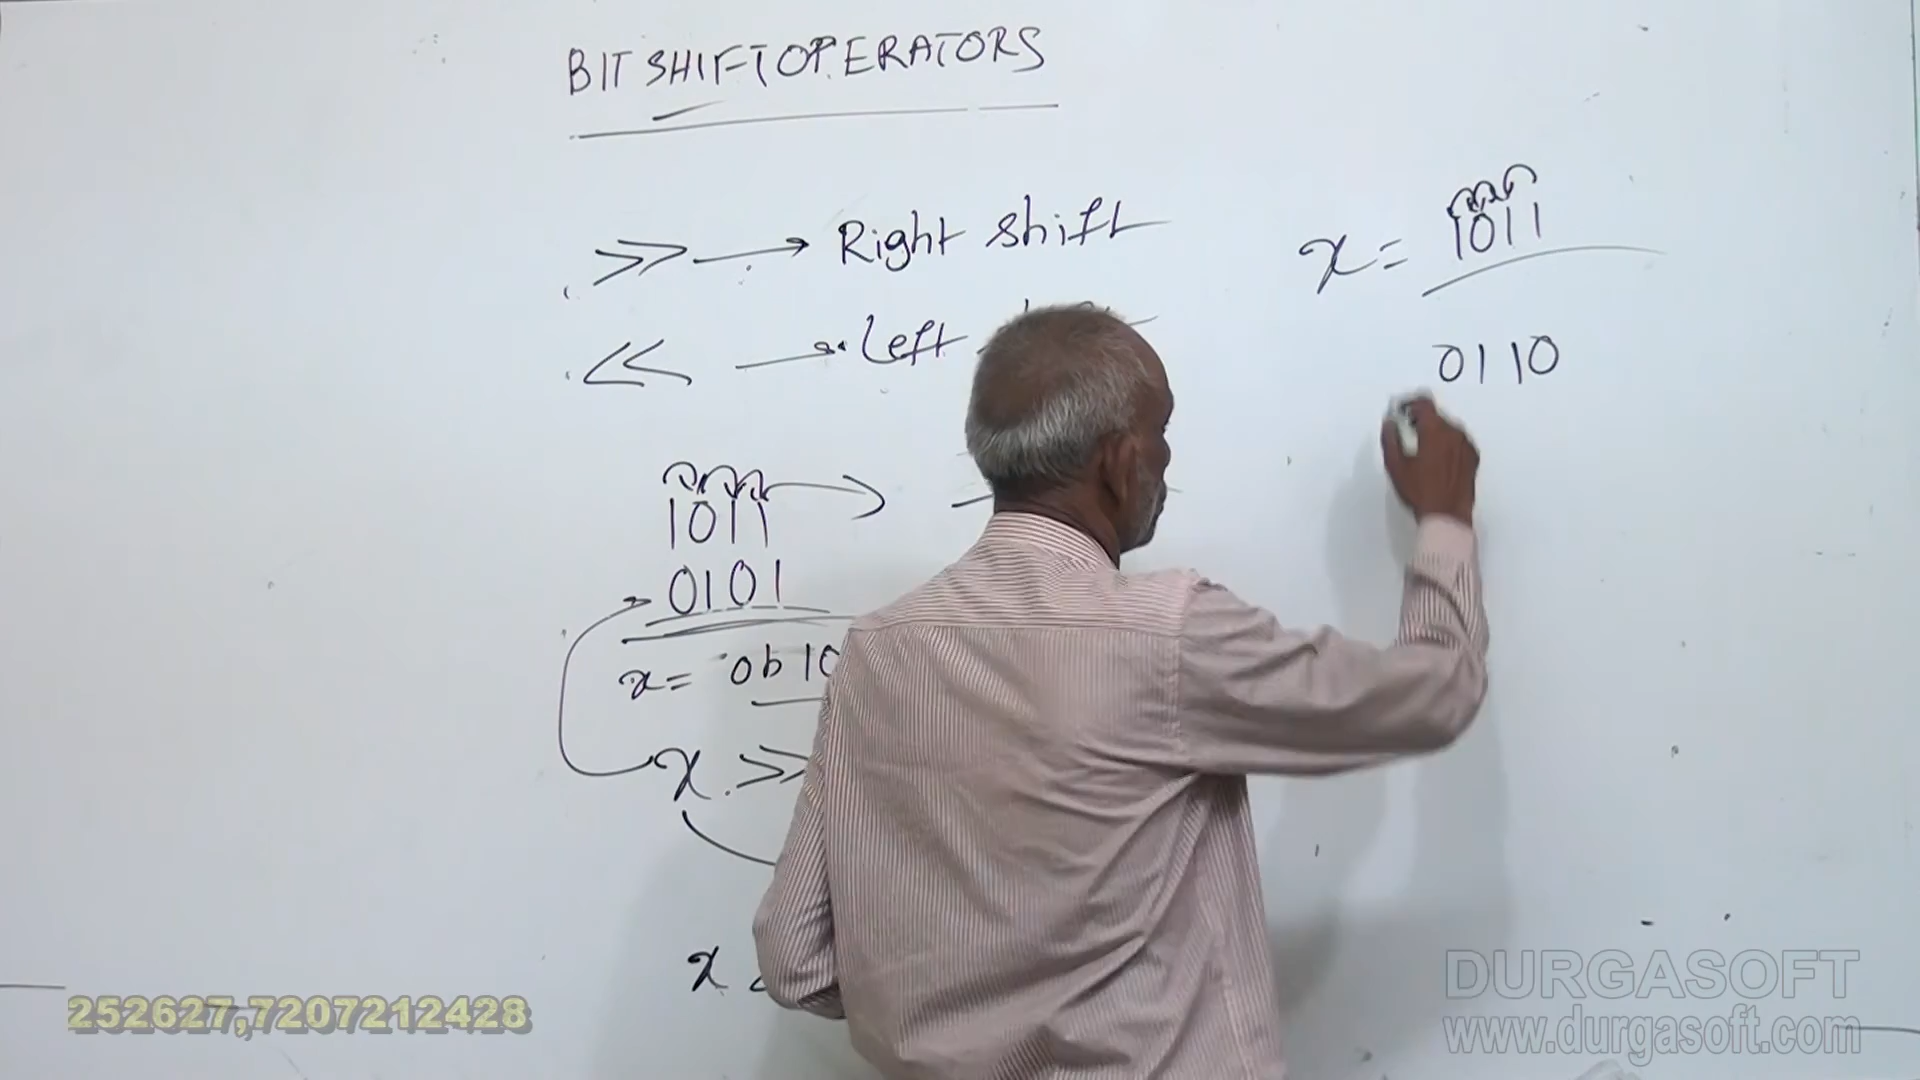 BIT SHIFT OPERATORS
>> → Right shift
<< → Left
x = 1011
0110
1011
0101
x = 0b10
x >>
x
252627,7207212428
DURGASOFT
www.durgasoft.com